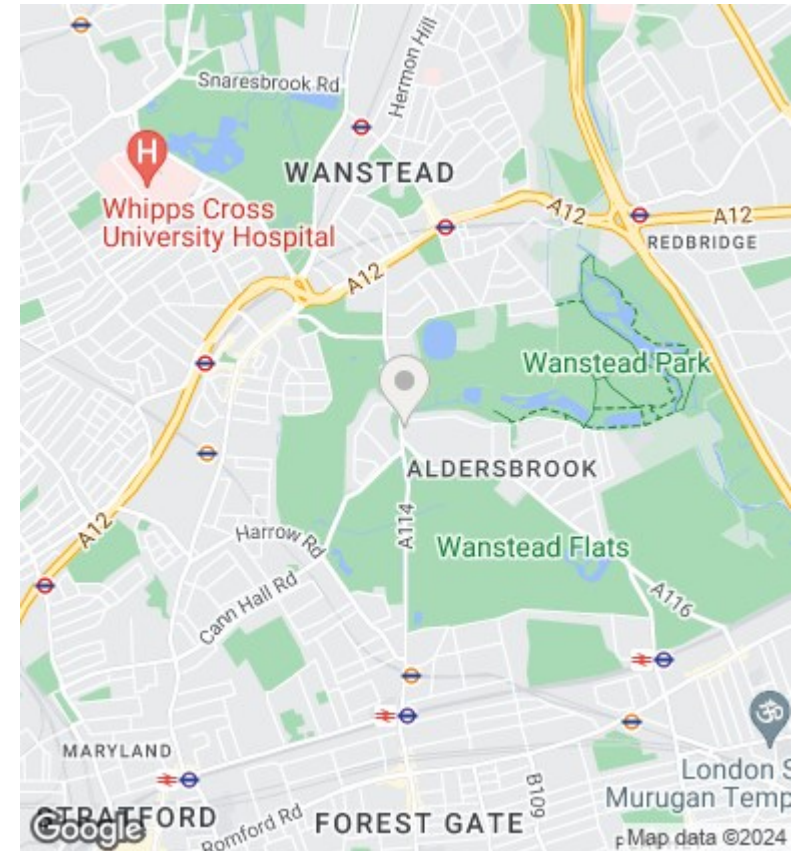 Snaresbrook Rd
Hermon Hill
H
WANSTEAD
Whipps Cross
University Hospital
A12
A12
REDBRIDGE
A12
Wanstead Park
ALDERSBROOK
A114
Wanstead Flats
A12
Harrow Rd
Cann Hall Rd
A116
MARYLAND
B109
London S
Murugan Temp
STRATFORD
Romford Rd
FOREST GATE
Google
Map data ©2024